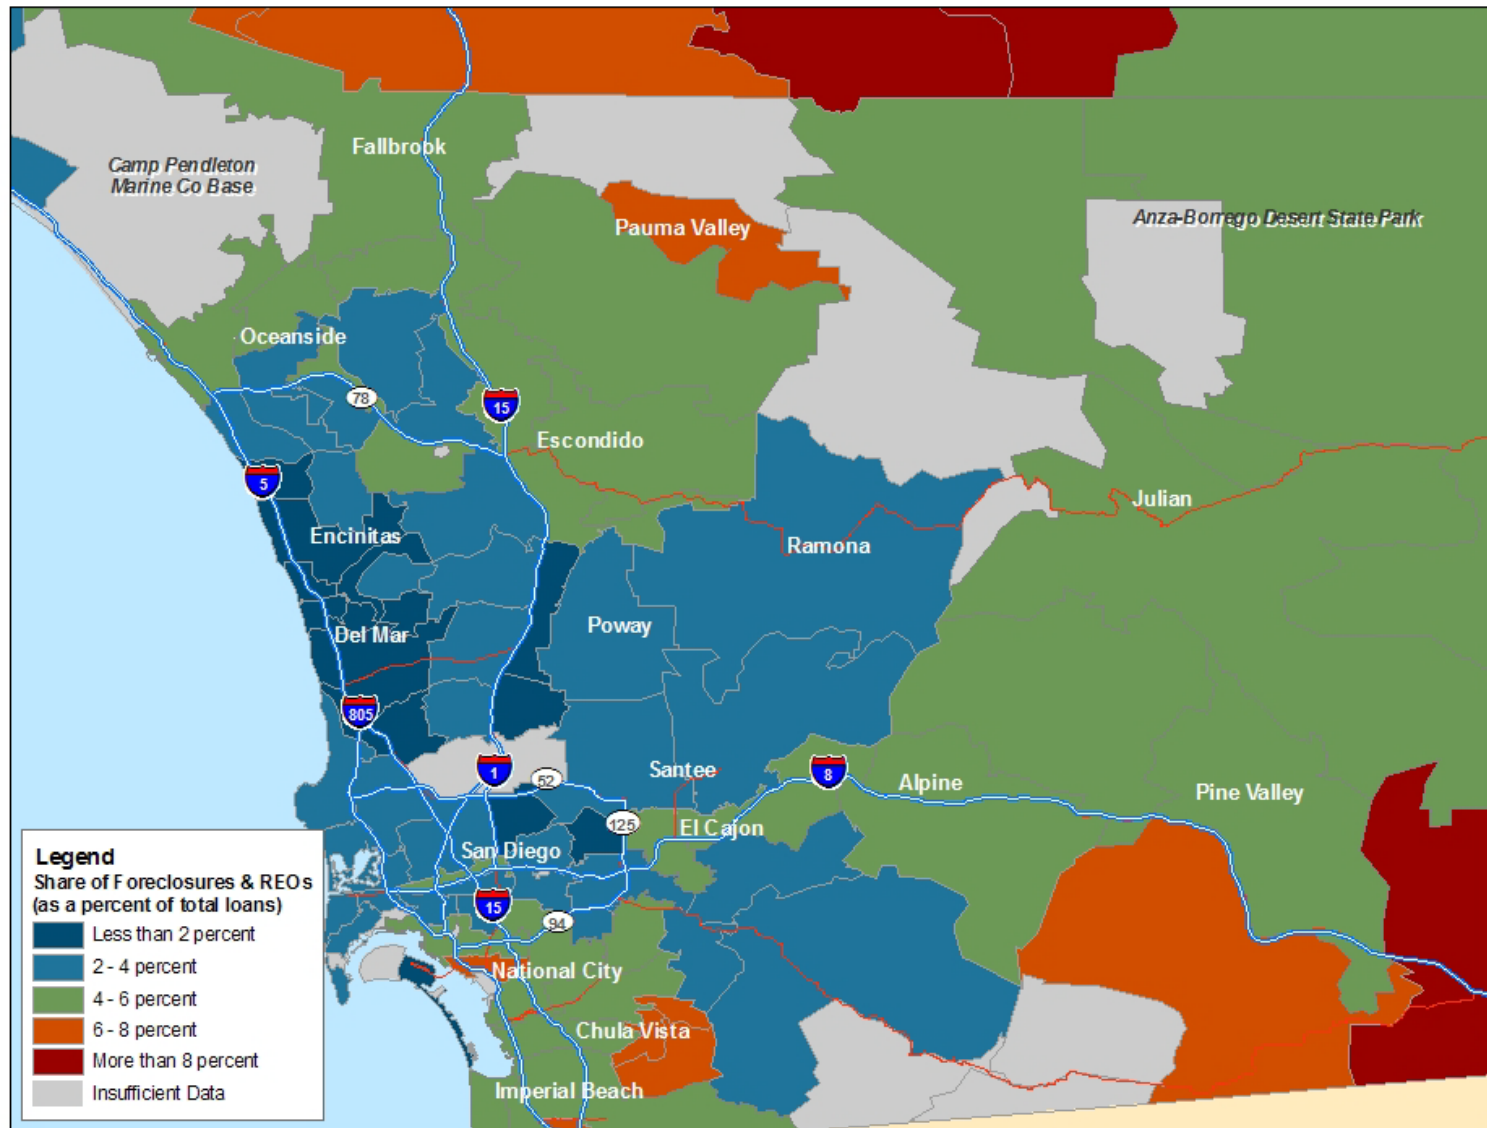 Fallbrook
Camp Pendleton
Marine Co Base
Pauma Valley
Anza-Borrego Desert State Park
Oceanside
78
15
Escondido
5
Julian
Encinitas
Ramona
Poway
Del Mar
805
1
52
Santee
8
Alpine
Pine Valley
125
El Cajon
San Diego
15
94
National City
Chula Vista
Imperial Beach
Legend
Share of Foreclosures & REOs
(as a percent of total loans)
Less than 2 percent
2 - 4 percent
4 - 6 percent
6 - 8 percent
More than 8 percent
Insufficient Data